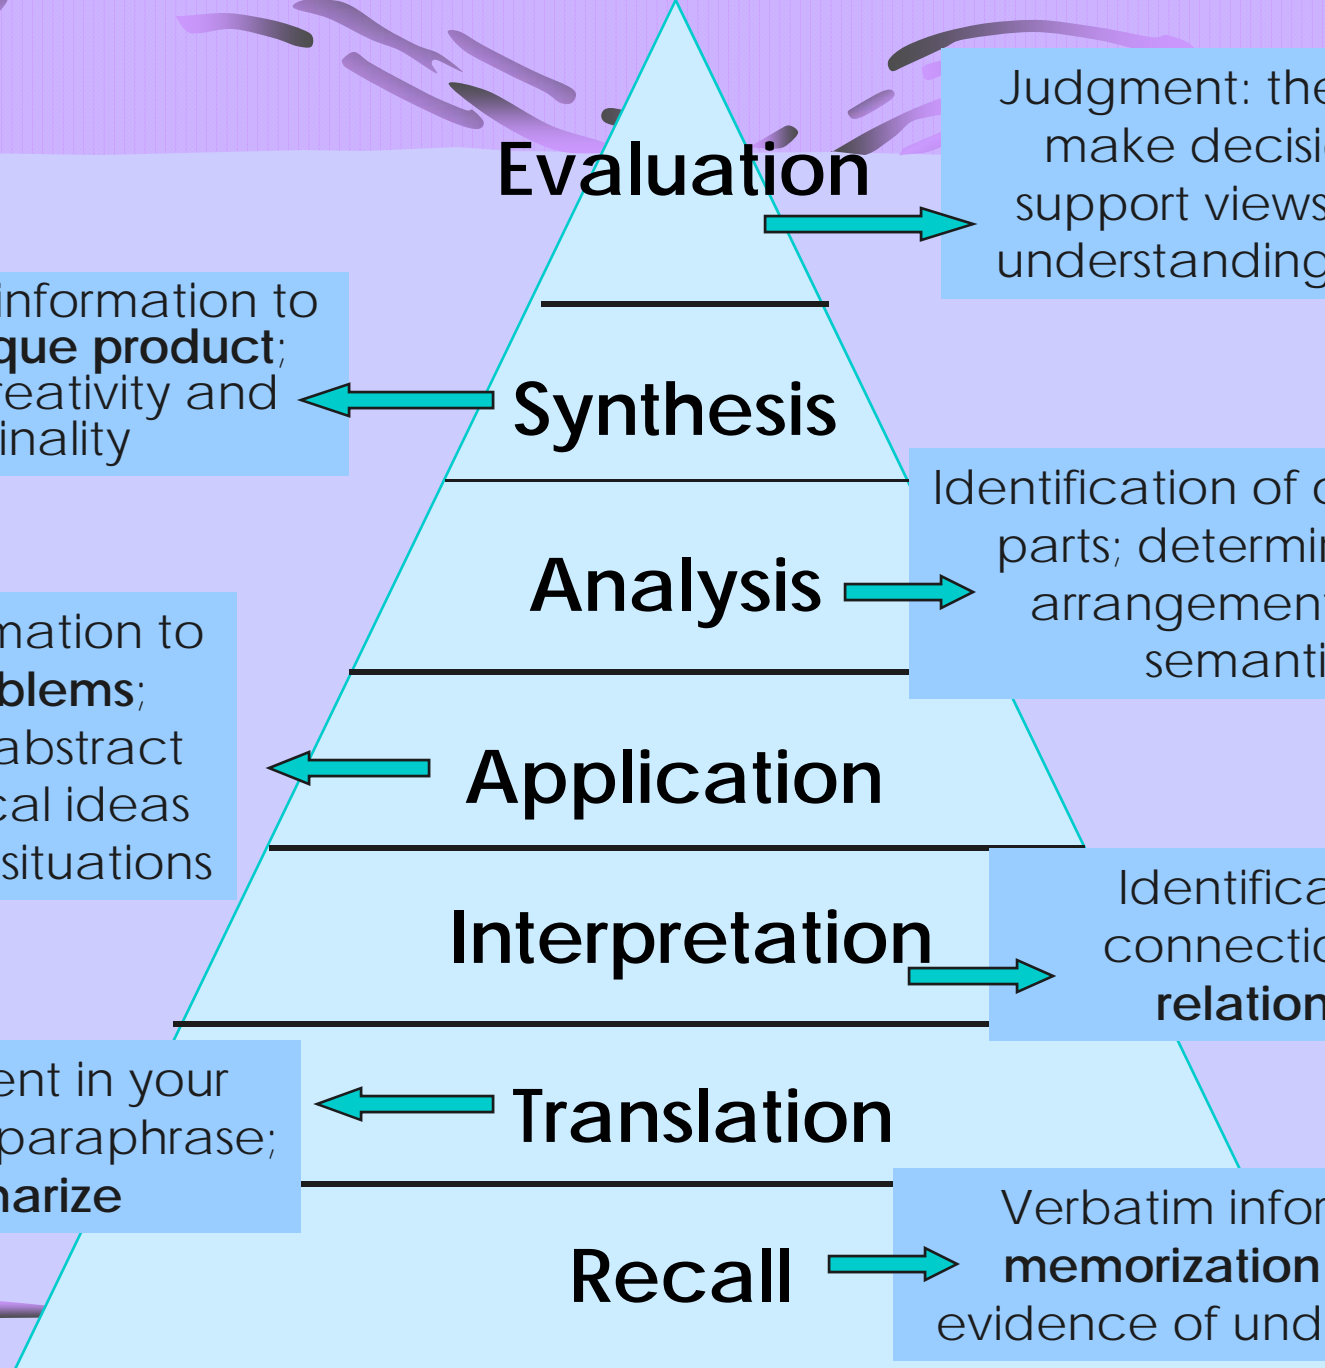 Evaluation
Judgment: the
make decisi
support views
understanding
information to
que product;
reativity and
inality
Synthesis
Identification of
parts; determin
arrangement
semanti
Analysis
mation to
blems;
abstract
cal ideas
situations
Application
Interpretation
Identifica
connectio
relation
ent in your
paraphrase;
narize
Translation
Recall
Verbatim infor
memorization
evidence of und